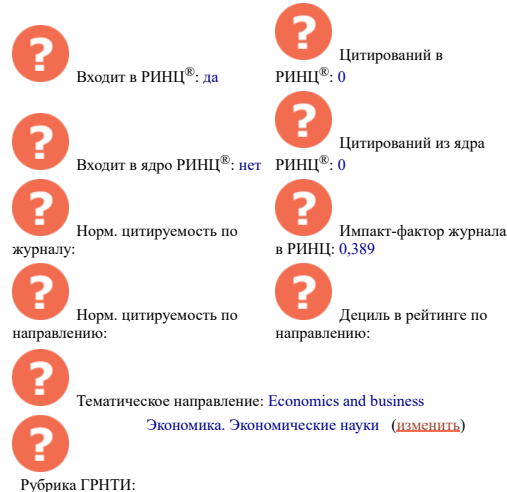 Входит в РИНЦ®: да
Цитирований в
РИНЦ®: 0
Входит в ядро РИНЦ®: нет
Цитирований из ядра
РИНЦ®: 0
Норм. цитируемость по
журналу:
Импакт-фактор журнала
в РИНЦ: 0,389
Норм. цитируемость по
направлению:
Дециль в рейтинге по
направлению:
Тематическое направление: Economics and business
Экономика. Экономические науки (изменить)
Рубрика ГРНТИ: